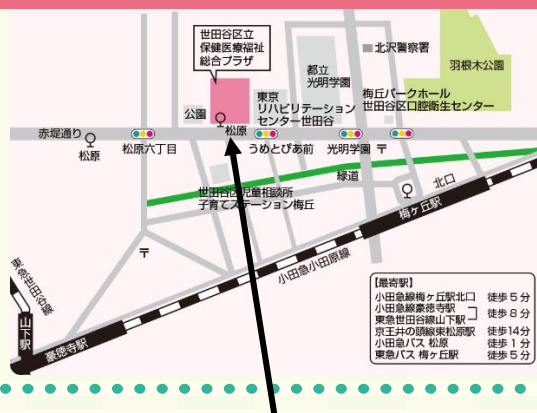 世田谷区立
保健医療福祉
総合プラザ
北沢警察署
羽根木公園
都立
光明学園
梅丘パークホール
世田谷区口腔衛生センター
東京
リハビリテーション
センター世田谷
公園
赤堤通り
松原
松原六丁目
松原
うめとぴあ前
光明学園
〒
世田谷区児童相談所
子育てステーション梅丘
緑道
北口
梅ヶ丘駅
〒
小田急小田原線
東急世田谷線
山下駅
豪徳寺駅
【最寄駅】
小田急線梅ヶ丘駅北口 徒歩5分
小田急線豪徳寺駅
東急世田谷線山下駅 徒歩8分
京王井の頭線東松原駅 徒歩14分
小田急バス 松原 徒歩1分
東急バス 梅ヶ丘駅 徒歩5分